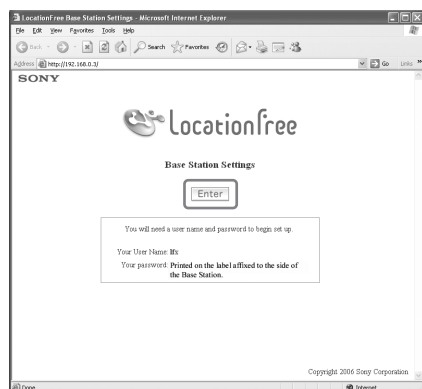 LocationFree Base Station Settings - Microsoft Internet Explorer
File Edit View Favorites Tools Help
Back Search Favorites
Address http://192.168.0.3/ Go Links
SONY
LocationFree
Base Station Settings
Enter
You will need a user name and password to begin set up.
Your User Name: lfx
Your password: Printed on the label affixed to the side of
the Base Station.
Copyright 2006 Sony Corporation
Done Internet